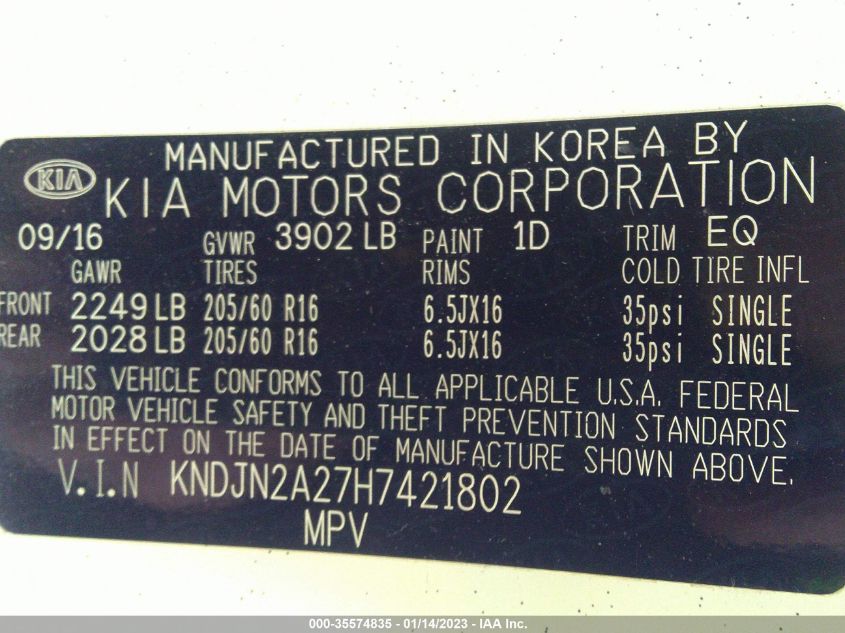 MANUFACTURED IN KOREA BY
KIA KIA MOTORS CORPORATION
09/16 GVWR 3902 LB PAINT 1D TRIM EQ
GAWR TIRES RIMS COLD TIRE INFL
FRONT 2249 LB 205/60 R16 6.5JX16 35psi SINGLE
REAR 2028 LB 205/60 R16 6.5JX16 35psi SINGLE
THIS VEHICLE CONFORMS TO ALL APPLICABLE U.S.A. FEDERAL
MOTOR VEHICLE SAFETY AND THEFT PREVENTION STANDARDS
IN EFFECT ON THE DATE OF MANUFACTURE SHOWN ABOVE.
V.I.N KNDJN2A27H7421802
MPV
000-35574835 - 01/14/2023 - IAA Inc.